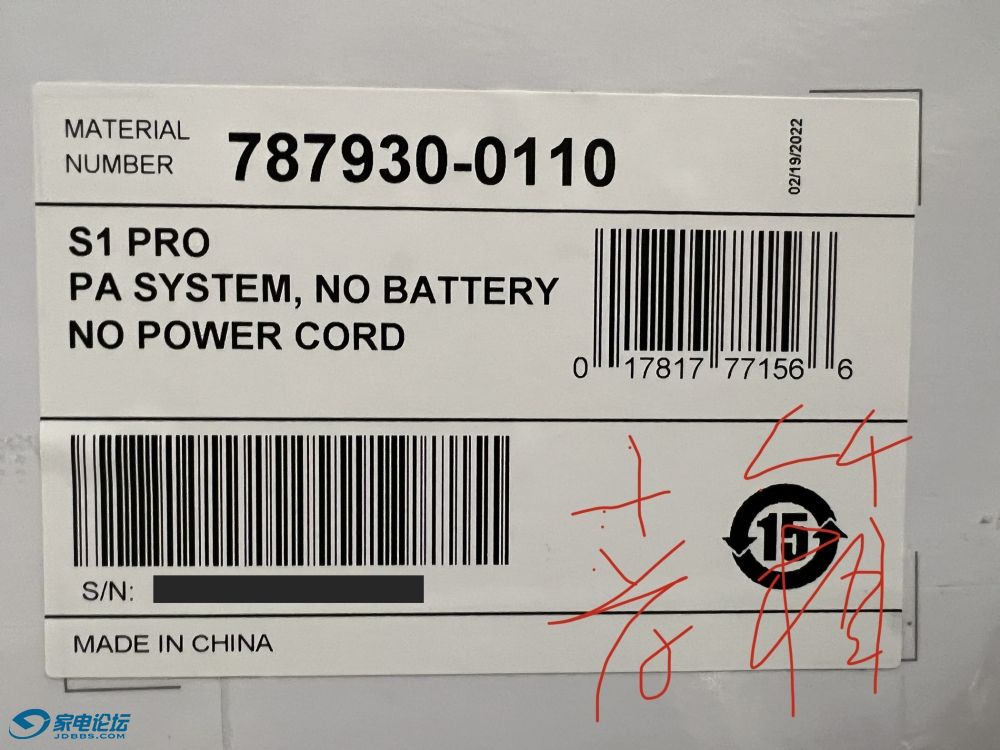 MATERIAL
NUMBER
787930-0110
02/19/2022
S1 PRO
PA SYSTEM, NO BATTERY
NO POWER CORD
0 17817 77156 6
15
S/N:
MADE IN CHINA
家电论坛
JDBBS.COM